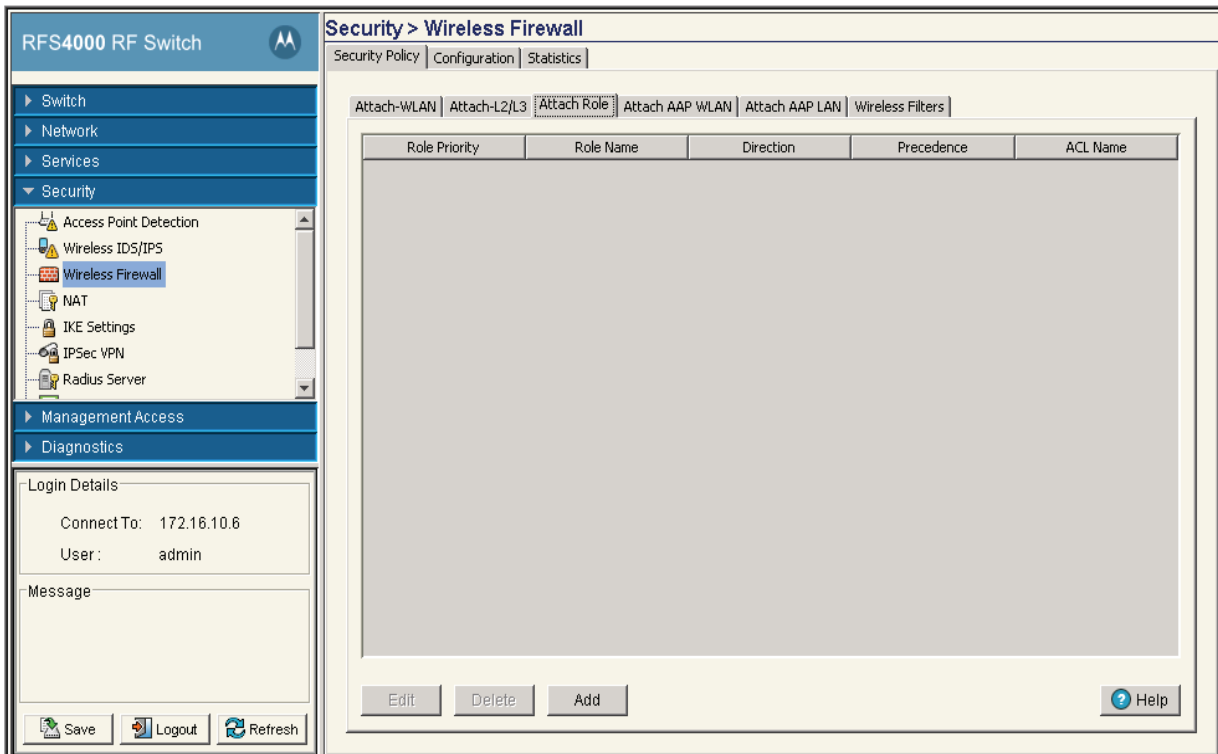 RFS4000 RF Switch
Switch
Network
Services
Security
Access Point Detection
Wireless IDS/IPS
Wireless Firewall
NAT
IKE Settings
IPSec VPN
Radius Server
Management Access
Diagnostics
Login Details
Connect To: 172.16.10.6
User : admin
Message
Save Logout Refresh
Security > Wireless Firewall
Security Policy Configuration Statistics
Attach-WLAN Attach-L2/L3 Attach Role Attach AAP WLAN Attach AAP LAN Wireless Filters
Role Priority Role Name Direction Precedence ACL Name
Edit Delete Add Help